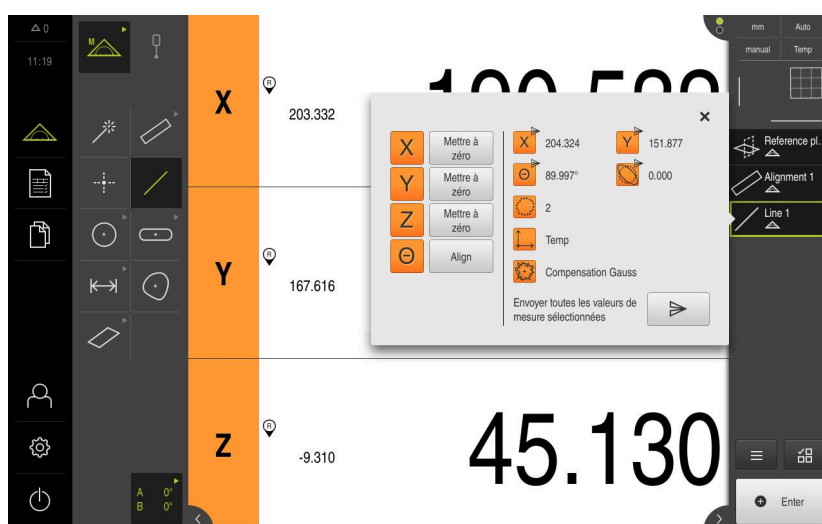 0
11:19
M
A 0°
B 0°
X
R
203.332
Y
R
167.616
Z
R
-9.310
45.130
X Mettre à zéro
Y Mettre à zéro
Z Mettre à zéro
Θ Align
X 204.324 Y 151.877
Θ 89.997° 0.000
2
Temp
Compensation Gauss
Envoyer toutes les valeurs de
mesure sélectionnées
mm Auto
manual Temp
Reference pl..
Alignment 1
Line 1
Enter